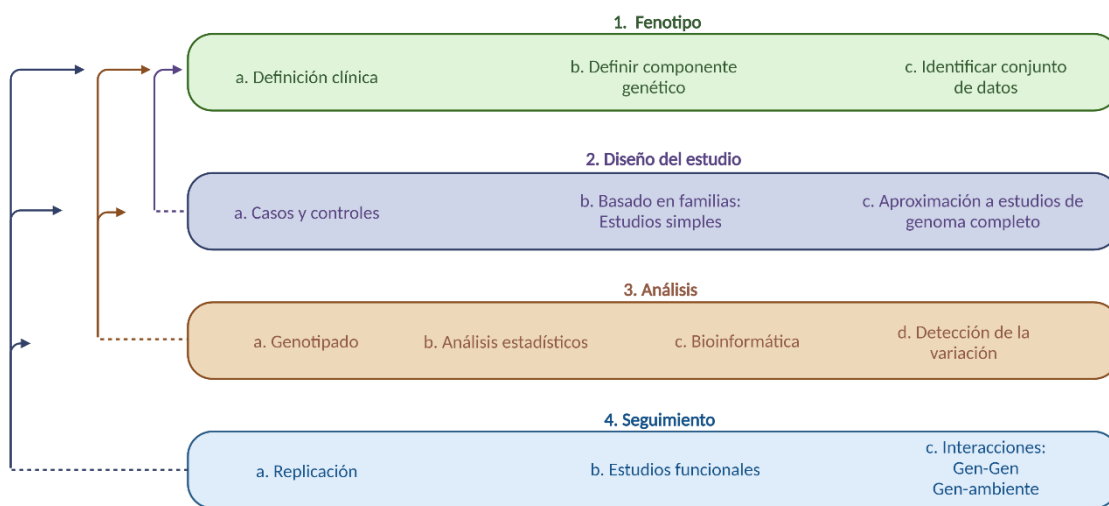 1. Fenotipo
a. Definición clínica
b. Definir componente
genético
c. Identificar conjunto
de datos
2. Diseño del estudio
a. Casos y controles
b. Basado en familias:
Estudios simples
c. Aproximación a estudios de
genoma completo
3. Análisis
a. Genotipado
b. Análisis estadísticos
c. Bioinformática
d. Detección de la
variación
4. Seguimiento
a. Replicación
b. Estudios funcionales
c. Interacciones:
Gen-Gen
Gen-ambiente